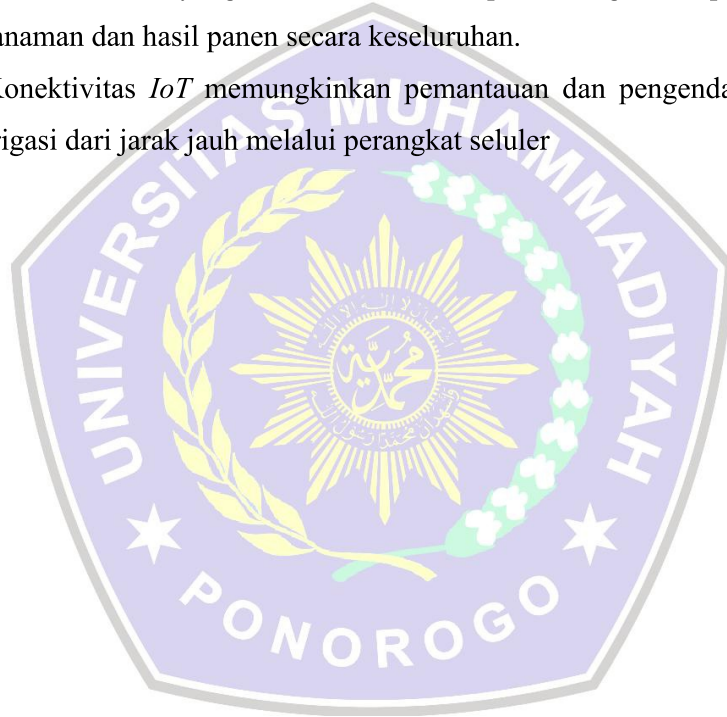 anaman dan hasil panen secara keseluruhan.
Konektivitas IoT memungkinkan pemantauan dan pengenda
rigasi dari jarak jauh melalui perangkat seluler
UNIVERSITAS MUHAMMADIYAH
PONOROGO